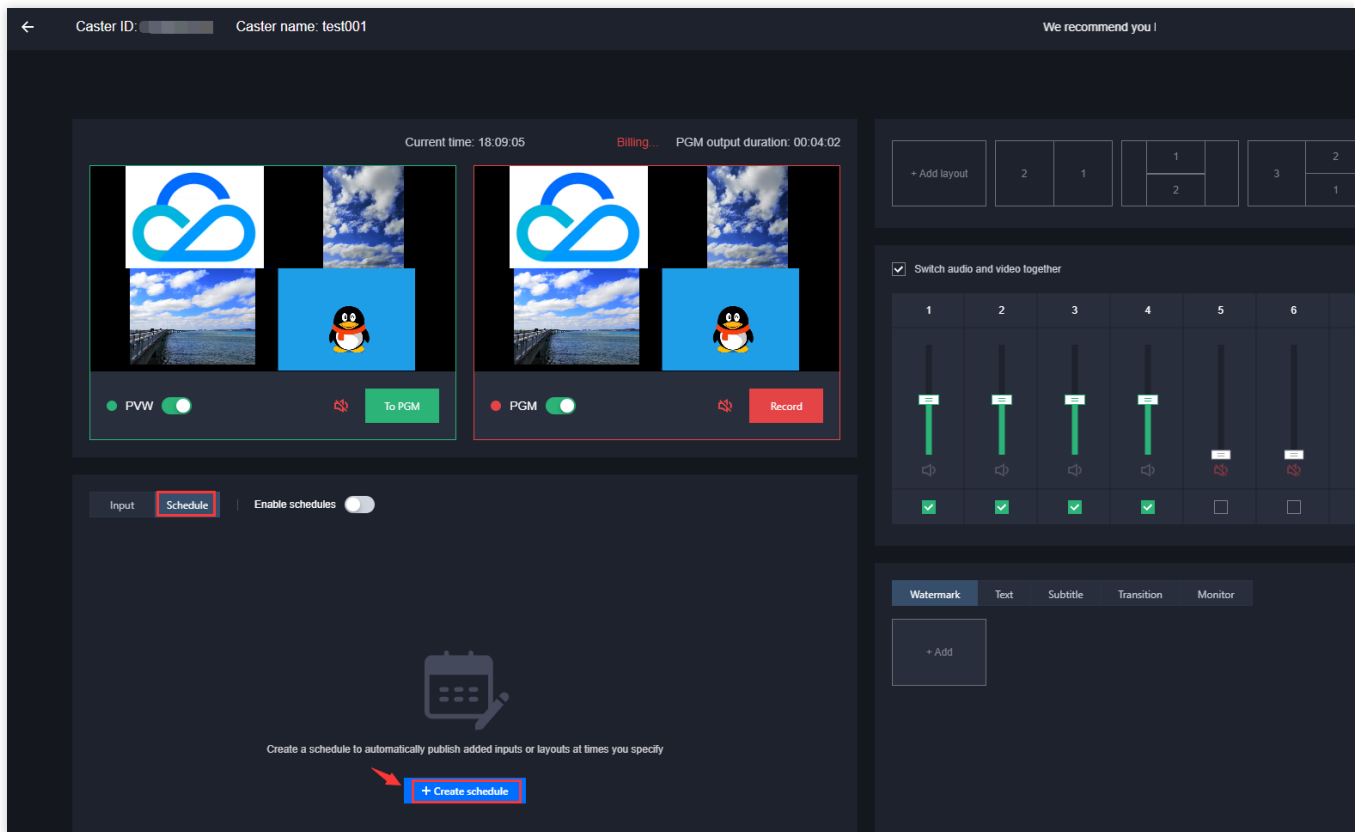 Caster ID:
Caster name: test001
We recommend you
Current time: 18:09:05
Billing...
PGM output duration: 00:04:02
PVW
To PGM
PGM
Record
+ Add layout
2
1
1
2
3
2
1
Switch audio and video together
1
2
3
4
5
6
Input
Schedule
Enable schedules
Create a schedule to automatically publish added inputs or layouts at times you specify
+ Create schedule
Watermark
Text
Subtitle
Transition
Monitor
+ Add